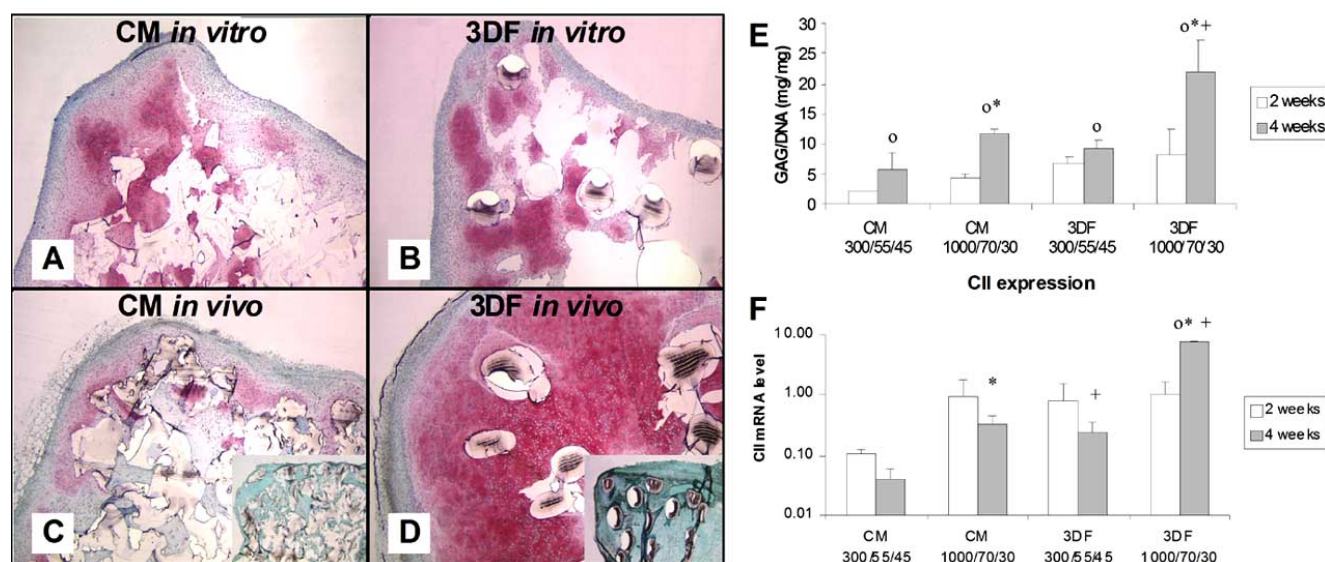 CM in vitro
A
3DF in vitro
B
CM in vivo
C
3DF in vivo
D
E
GAG/DNA (mg/mg)
30
25
20
15
10
5
0
o
o*
o
o*+
2 weeks
4 weeks
CM
300/55/45
CM
1000/70/30
3DF
300/55/45
3DF
1000/70/30
CII expression
F
CII mRNA level
10.00
1.00
0.10
0.01
*
+
o* +
2 weeks
4 weeks
CM
300/55/45
CM
1000/70/30
3DF
300/55/45
3DF
1000/70/30